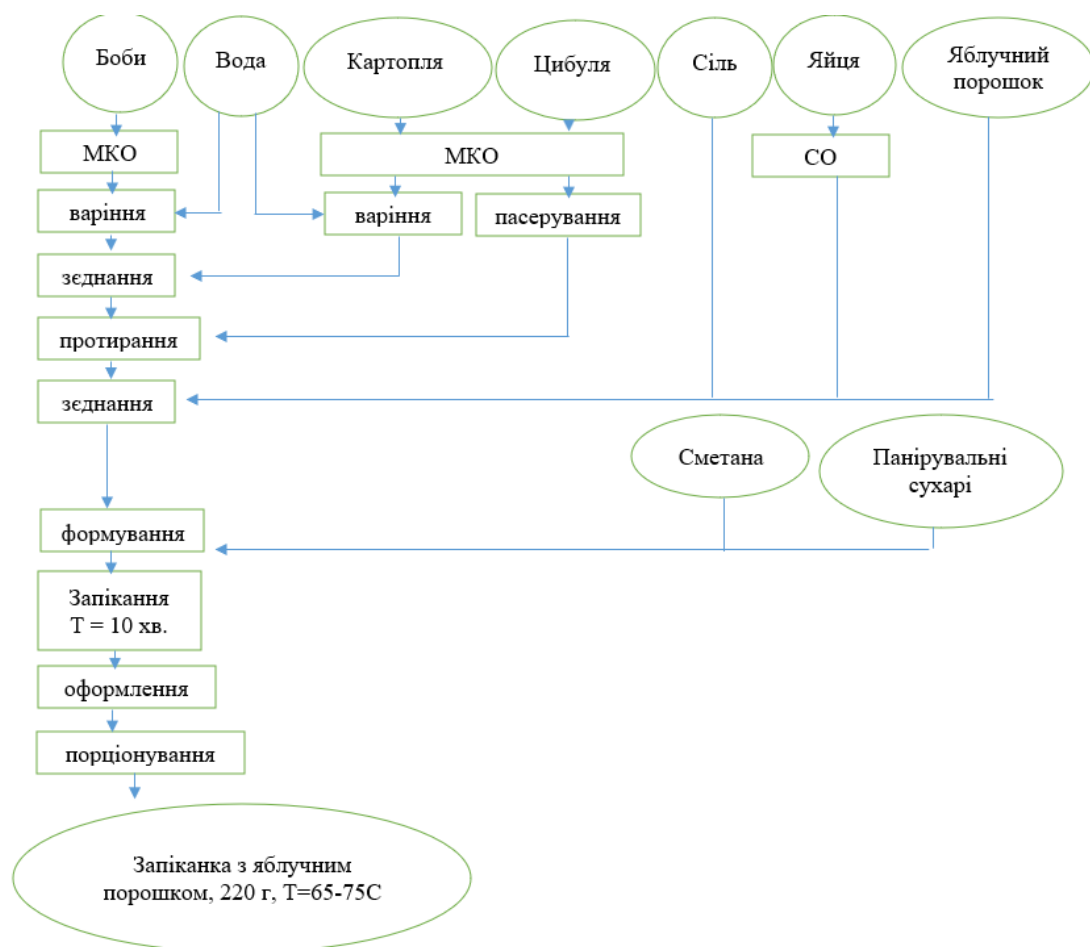 Боби
Вода
Картопля
Цибуля
Сіль
Яйця
Яблучний
порошок
МКО
МКО
СО
варіння
варіння
пасерування
зєднання
протирання
зєднання
Сметана
Панірувальні
сухарі
формування
Запікання
Т = 10 хв.
оформлення
порціонування
Запіканка з яблучним
порошком, 220 г, Т=65-75С